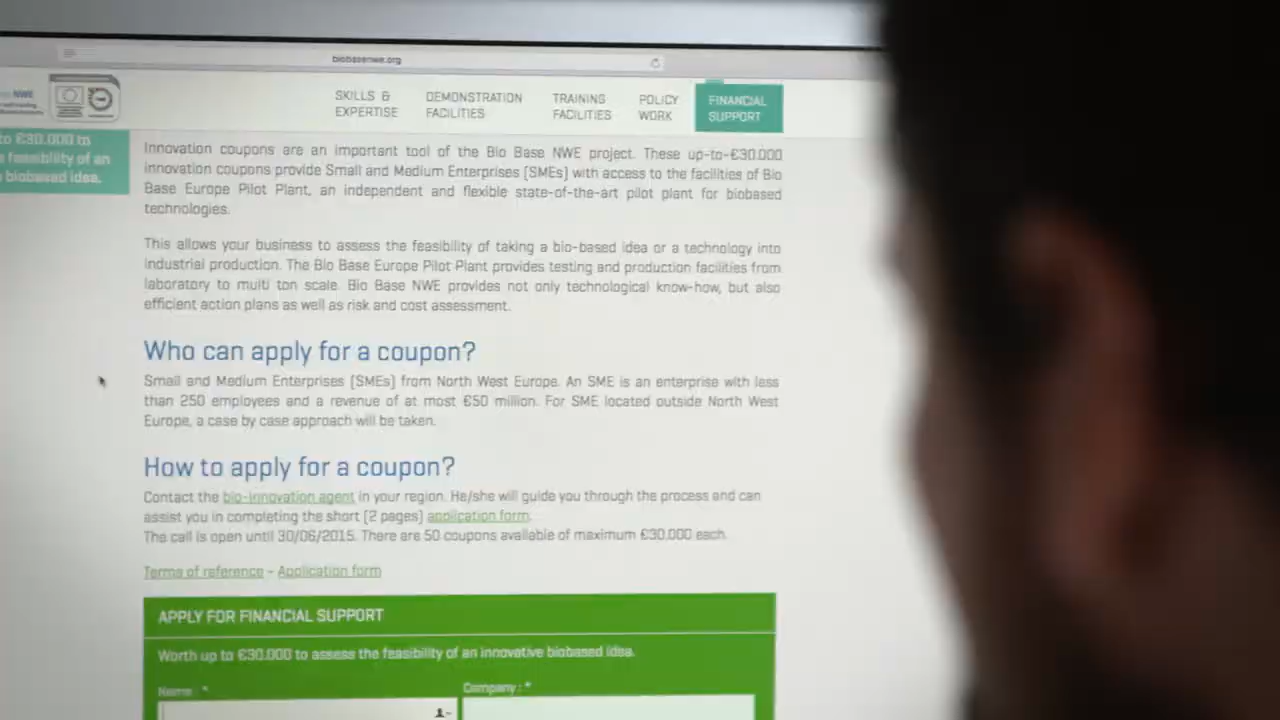 biobasenwe.org
NWE
SKILLS &
EXPERTISE
DEMONSTRATION
FACILITIES
TRAINING
FACILITIES
POLICY
WORK
FINANCIAL
SUPPORT
to €30.000 to
feasibility of an
biobased idea.
Innovation coupons are an important tool of the Bio Base NWE project. These up-to-€30.000
innovation coupons provide Small and Medium Enterprises (SMEs) with access to the facilities of Bio
Base Europe Pilot Plant, an independent and flexible state-of-the-art pilot plant for biobased
technologies.
This allows your business to assess the feasibility of taking a bio-based idea or a technology into
industrial production. The Bio Base Europe Pilot Plant provides testing and production facilities from
laboratory to multi ton scale. Bio Base NWE provides not only technological know-how, but also
efficient action plans as well as risk and cost assessment.
Who can apply for a coupon?
Small and Medium Enterprises (SMEs) from North West Europe. An SME is an enterprise with less
than 250 employees and a revenue of at most €50 million. For SME located outside North West
Europe, a case by case approach will be taken.
How to apply for a coupon?
Contact the bio-innovation agent in your region. He/she will guide you through the process and can
assist you in completing the short (2 pages) application form.
The call is open until 30/06/2015. There are 50 coupons available of maximum €30.000 each.
Terms of reference - Application form
APPLY FOR FINANCIAL SUPPORT
Worth up to €30.000 to assess the feasibility of an innovative biobased idea.
Name : *
Company : *